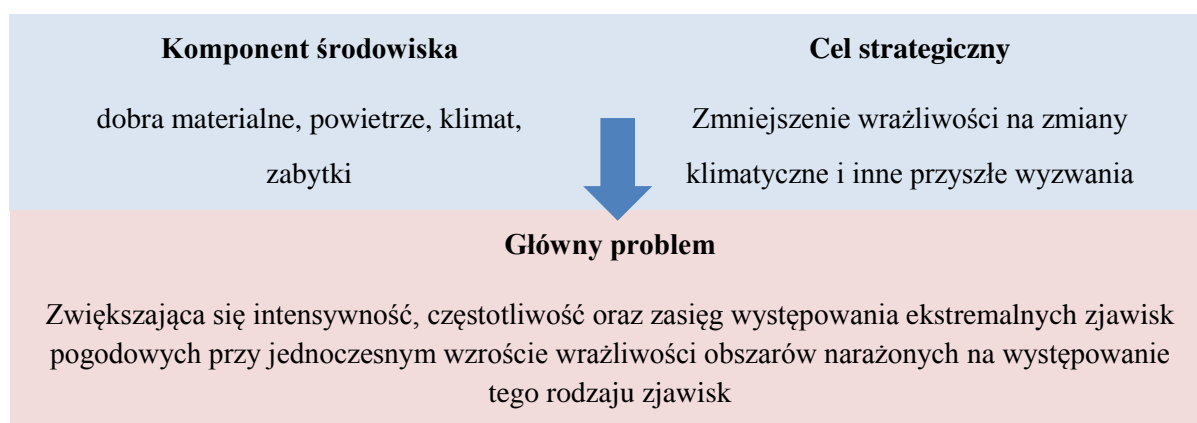 Komponent środowiska
dobra materialne, powietrze, klimat,
zabytki
Cel strategiczny
Zmniejszenie wrażliwości na zmiany
klimatyczne i inne przyszłe wyzwania
Główny problem
Zwiększająca się intensywność, częstotliwość oraz zasięg występowania ekstremalnych zjawisk
pogodowych przy jednoczesnym wzroście wrażliwości obszarów narażonych na występowanie
tego rodzaju zjawisk